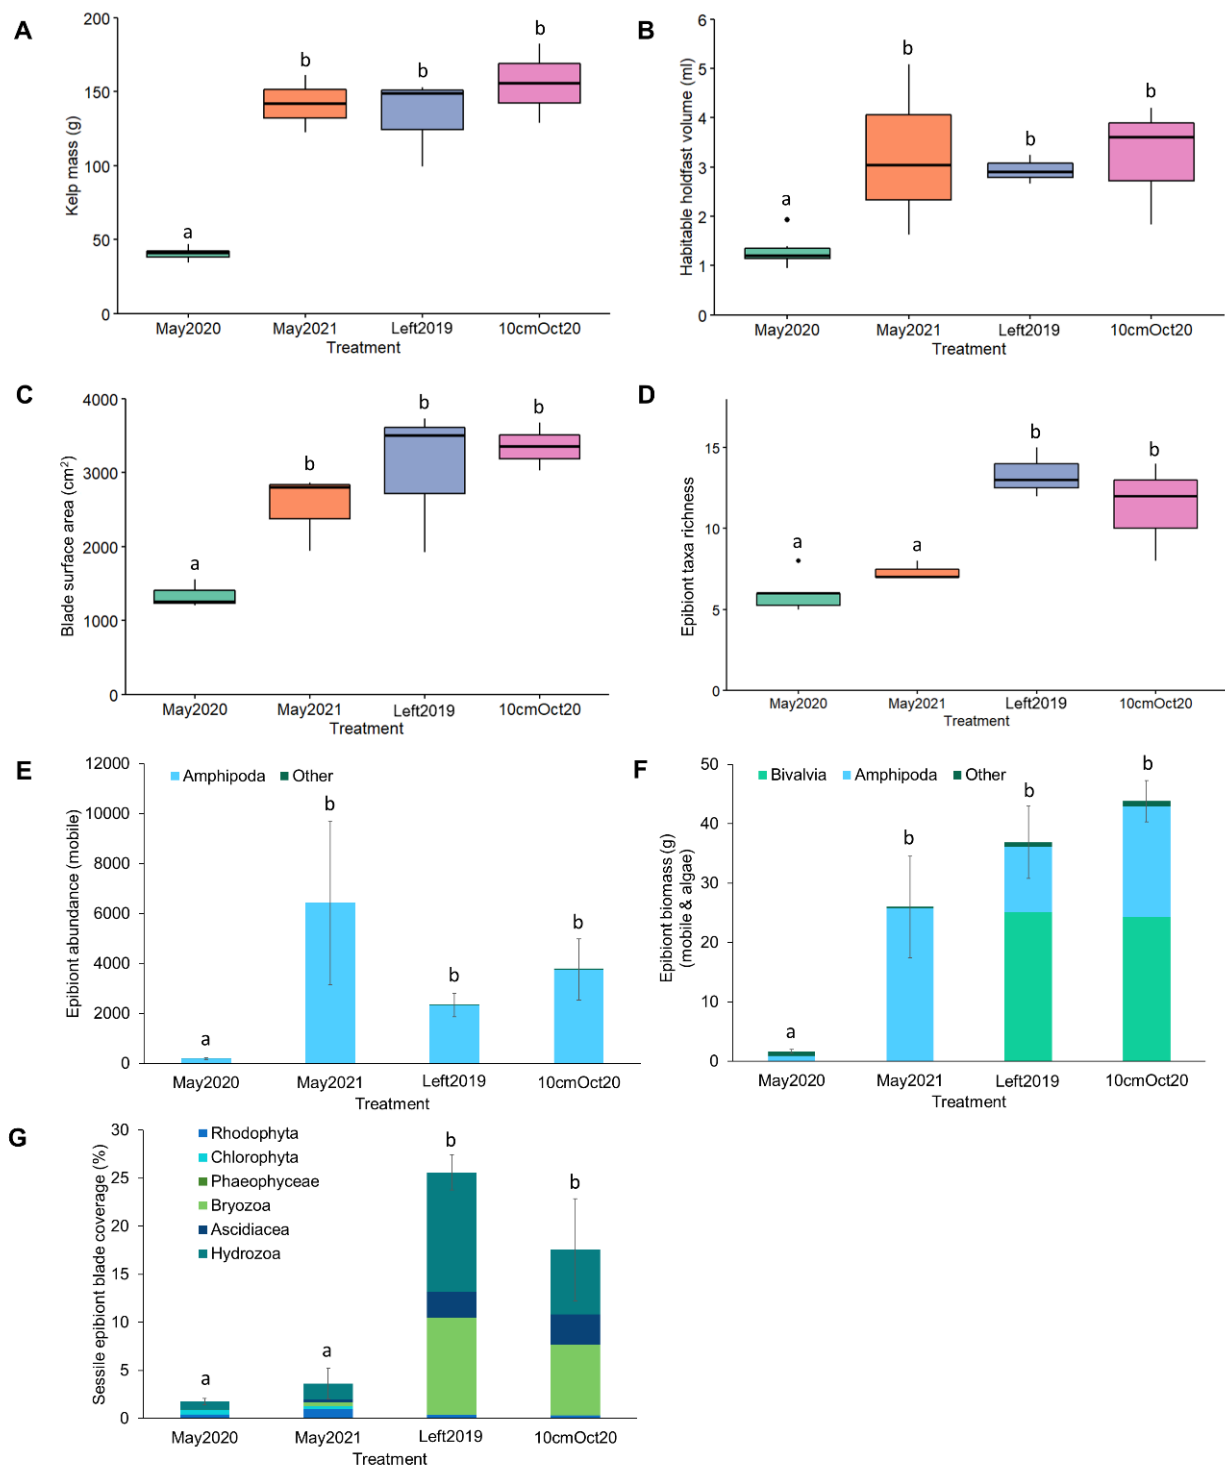 A
Kelp mass (g)
200
150
100
50
0
a
b
b
b
May2020
May2021
Left2019
10cmOct20
Treatment
B
Habitable holdfast volume (ml)
6
5
4
3
2
1
0
a
b
b
b
May2020
May2021
Left2019
10cmOct20
Treatment
C
Blade surface area (cm²)
4000
3000
2000
1000
0
a
b
b
b
May2020
May2021
Left2019
10cmOct20
Treatment
D
Epibiont taxa richness
15
10
5
0
a
a
b
b
May2020
May2021
Left2019
10cmOct20
Treatment
E
Amphipoda
Other
Epibiont abundance (mobile)
12000
10000
8000
6000
4000
2000
0
a
b
b
b
May2020
May2021
Left2019
10cmOct20
Treatment
F
Bivalvia
Amphipoda
Other
Epibiont biomass (g)
(mobile & algae)
50
40
30
20
10
0
a
b
b
b
May2020
May2021
Left2019
10cmOct20
Treatment
G
Rhodophyta
Chlorophyta
Phaeophyceae
Bryozoa
Ascidiacea
Hydrozoa
Sessile epibiont blade coverage (%)
30
25
20
15
10
5
0
a
a
b
b
May2020
May2021
Left2019
10cmOct20
Treatment